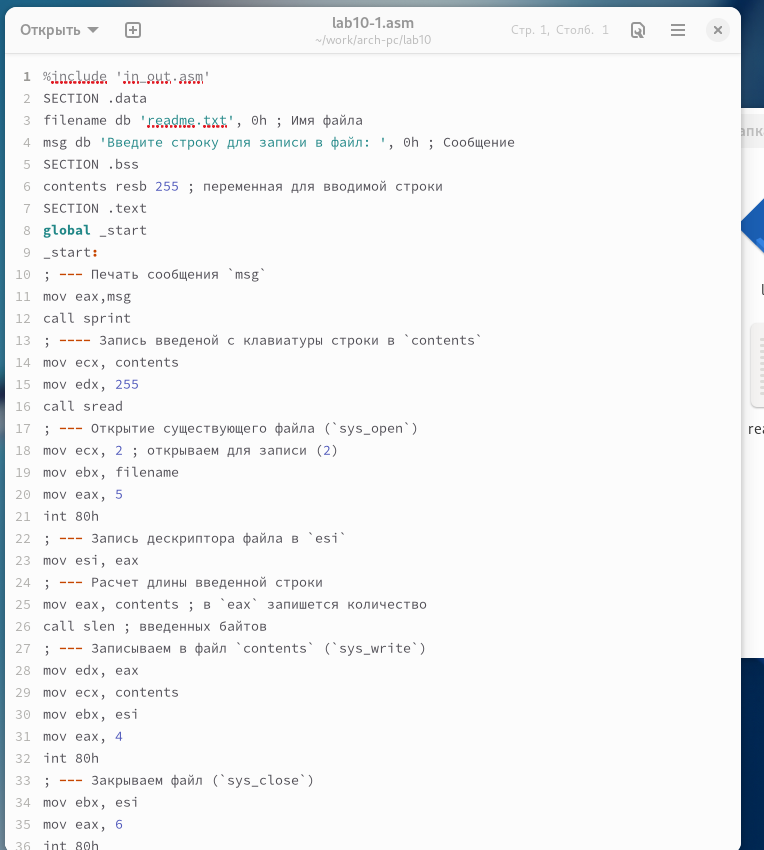 Открыть
lab10-1.asm
~/work/arch-pc/lab10
Стр. 1, Столб. 1
1 %include 'in_out.asm'
2 SECTION .data
3 filename db 'readme.txt', 0h ; Имя файла
4 msg db 'Введите строку для записи в файл: ', 0h ; Сообщение
5 SECTION .bss
6 contents resb 255 ; переменная для вводимой строки
7 SECTION .text
8 global _start
9 _start:
10 ; --- Печать сообщения `msg`
11 mov eax,msg
12 call sprint
13 ; ---- Запись введеной с клавиатуры строки в `contents`
14 mov ecx, contents
15 mov edx, 255
16 call sread
17 ; --- Открытие существующего файла (`sys_open`)
18 mov ecx, 2 ; открываем для записи (2)
19 mov ebx, filename
20 mov eax, 5
21 int 80h
22 ; --- Запись дескриптора файла в `esi`
23 mov esi, eax
24 ; --- Расчет длины введенной строки
25 mov eax, contents ; в `eax` запишется количество
26 call slen ; введенных байтов
27 ; --- Записываем в файл `contents` (`sys_write`)
28 mov edx, eax
29 mov ecx, contents
30 mov ebx, esi
31 mov eax, 4
32 int 80h
33 ; --- Закрываем файл (`sys_close`)
34 mov ebx, esi
35 mov eax, 6
36 int 80h